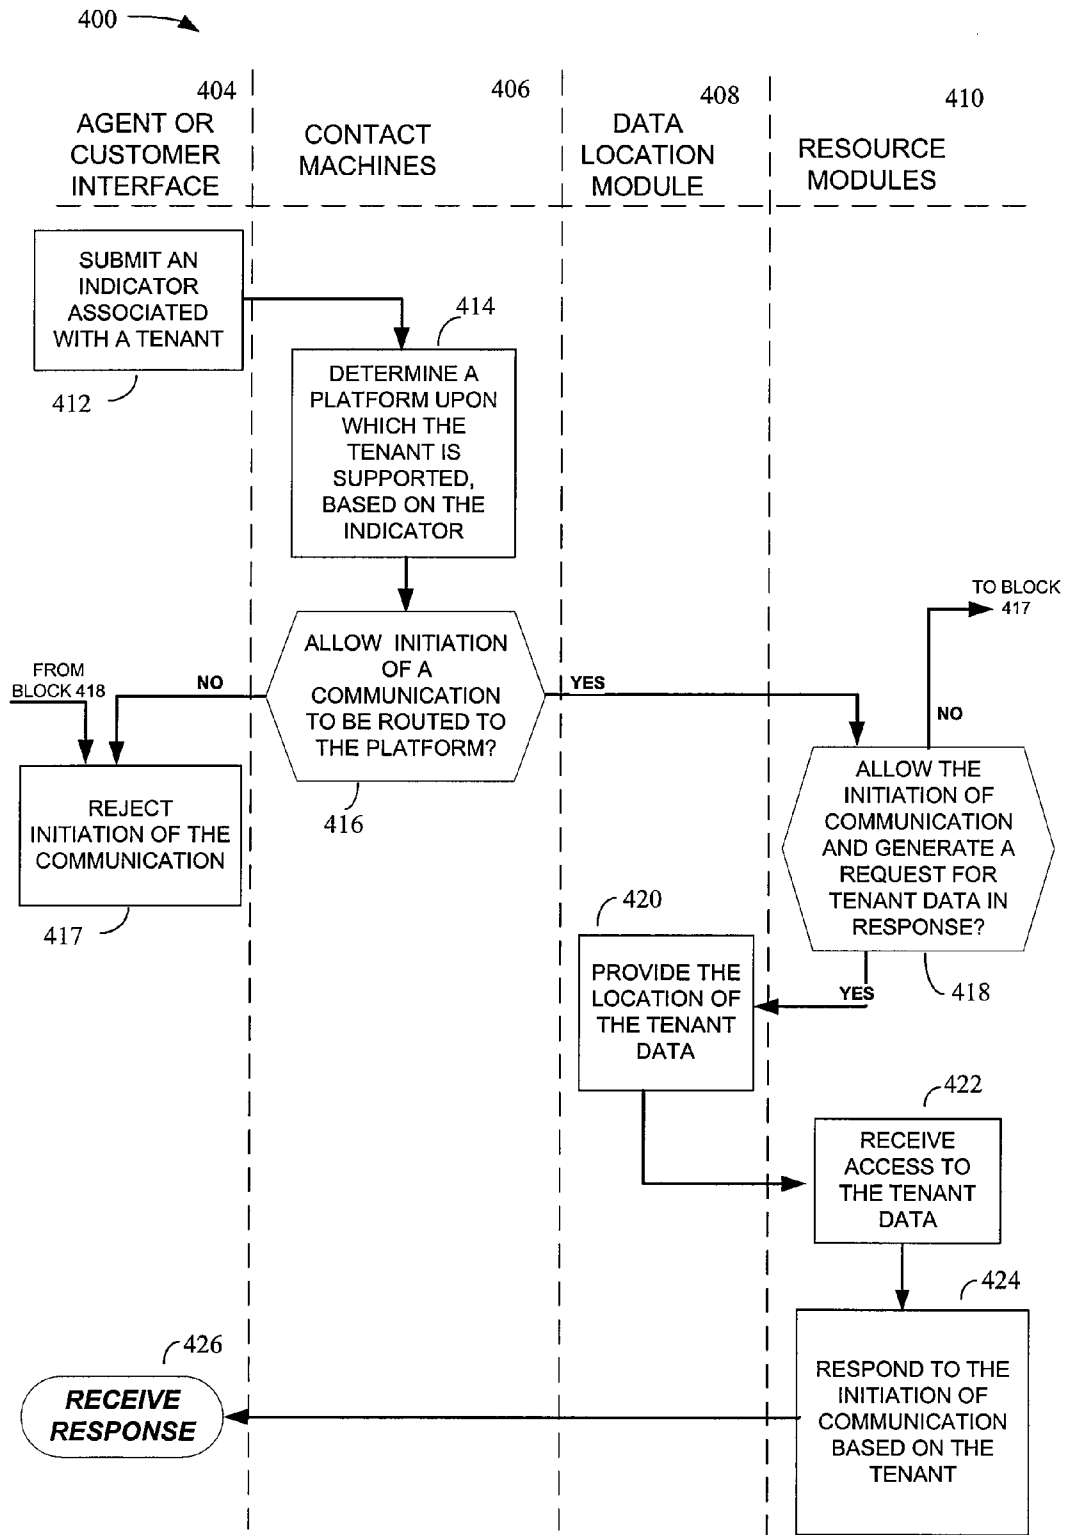 400
404
AGENT OR
CUSTOMER
INTERFACE
406
CONTACT
MACHINES
408
DATA
LOCATION
MODULE
410
RESOURCE
MODULES
SUBMIT AN
INDICATOR
ASSOCIATED
WITH A TENANT
412
414
DETERMINE A
PLATFORM UPON
WHICH THE
TENANT IS
SUPPORTED,
BASED ON THE
INDICATOR
ALLOW INITIATION
OF A
COMMUNICATION
TO BE ROUTED TO
THE PLATFORM?
416
NO
YES
FROM
BLOCK 418
REJECT
INITIATION OF THE
COMMUNICATION
417
TO BLOCK
417
NO
ALLOW THE
INITIATION OF
COMMUNICATION
AND GENERATE A
REQUEST FOR
TENANT DATA IN
RESPONSE?
418
YES
420
PROVIDE THE
LOCATION OF
THE TENANT
DATA
422
RECEIVE
ACCESS TO
THE TENANT
DATA
424
RESPOND TO THE
INITIATION OF
COMMUNICATION
BASED ON THE
TENANT
426
RECEIVE
RESPONSE